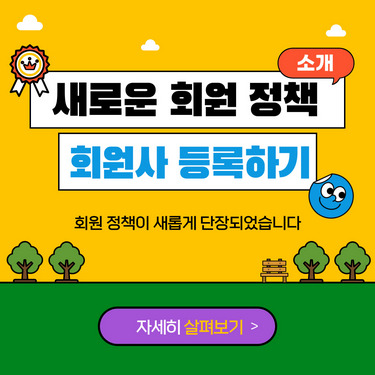 소개
새로운 회원 정책
회원사 등록하기
회원 정책이 새롭게 단장되었습니다
자세히 살펴보기 >